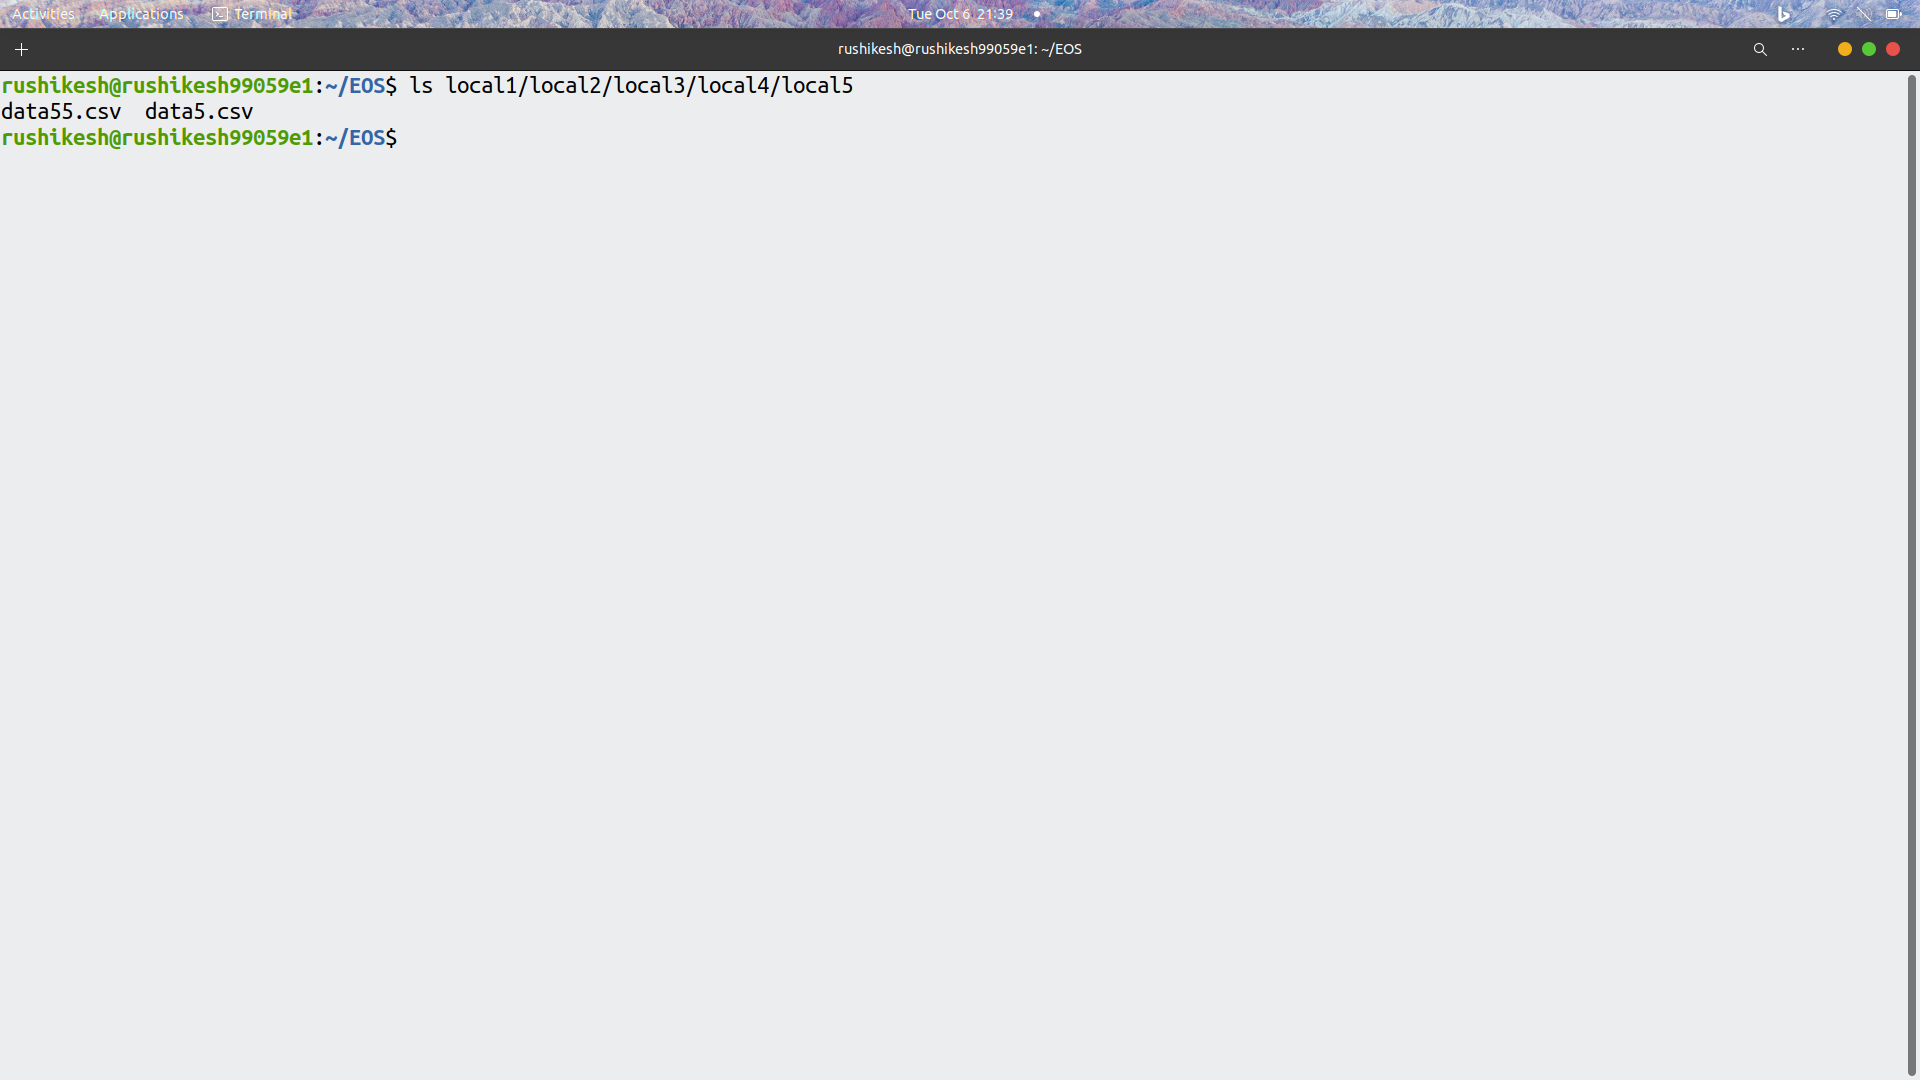 Activities Applications Terminal Tue Oct 6 21:39
rushikesh@rushikesh99059e1: ~/EOS
rushikesh@rushikesh99059e1:~/EOS$ ls local1/local2/local3/local4/local5
data55.csv data5.csv
rushikesh@rushikesh99059e1:~/EOS$